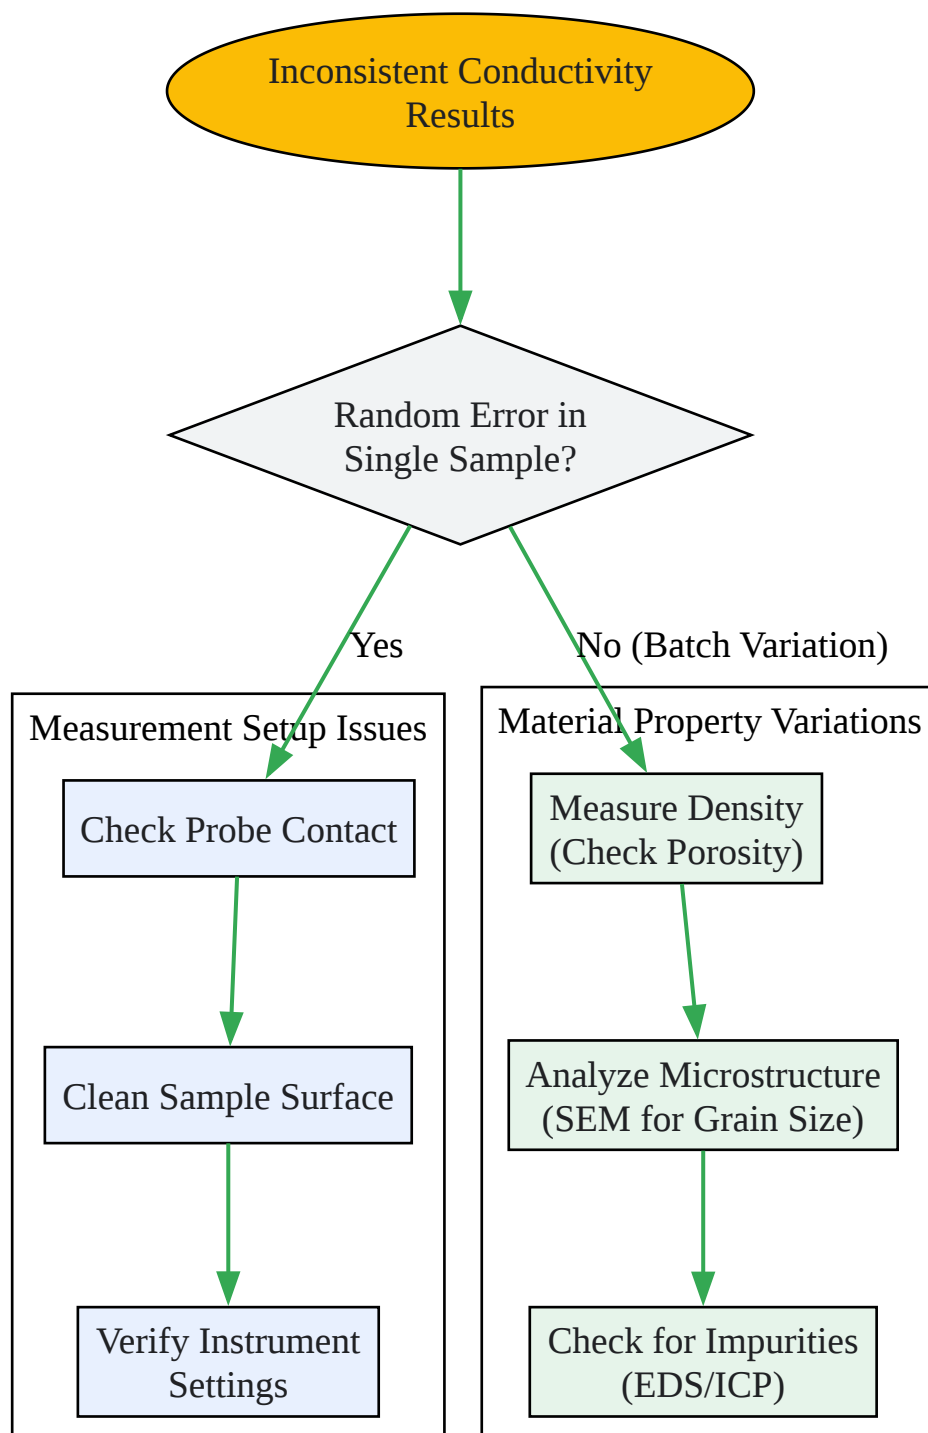 Inconsistent Conductivity
Results
Random Error in
Single Sample?
Yes
No (Batch Variation)
Measurement Setup Issues
Check Probe Contact
Clean Sample Surface
Verify Instrument
Settings
Material Property Variations
Measure Density
(Check Porosity)
Analyze Microstructure
(SEM for Grain Size)
Check for Impurities
(EDS/ICP)